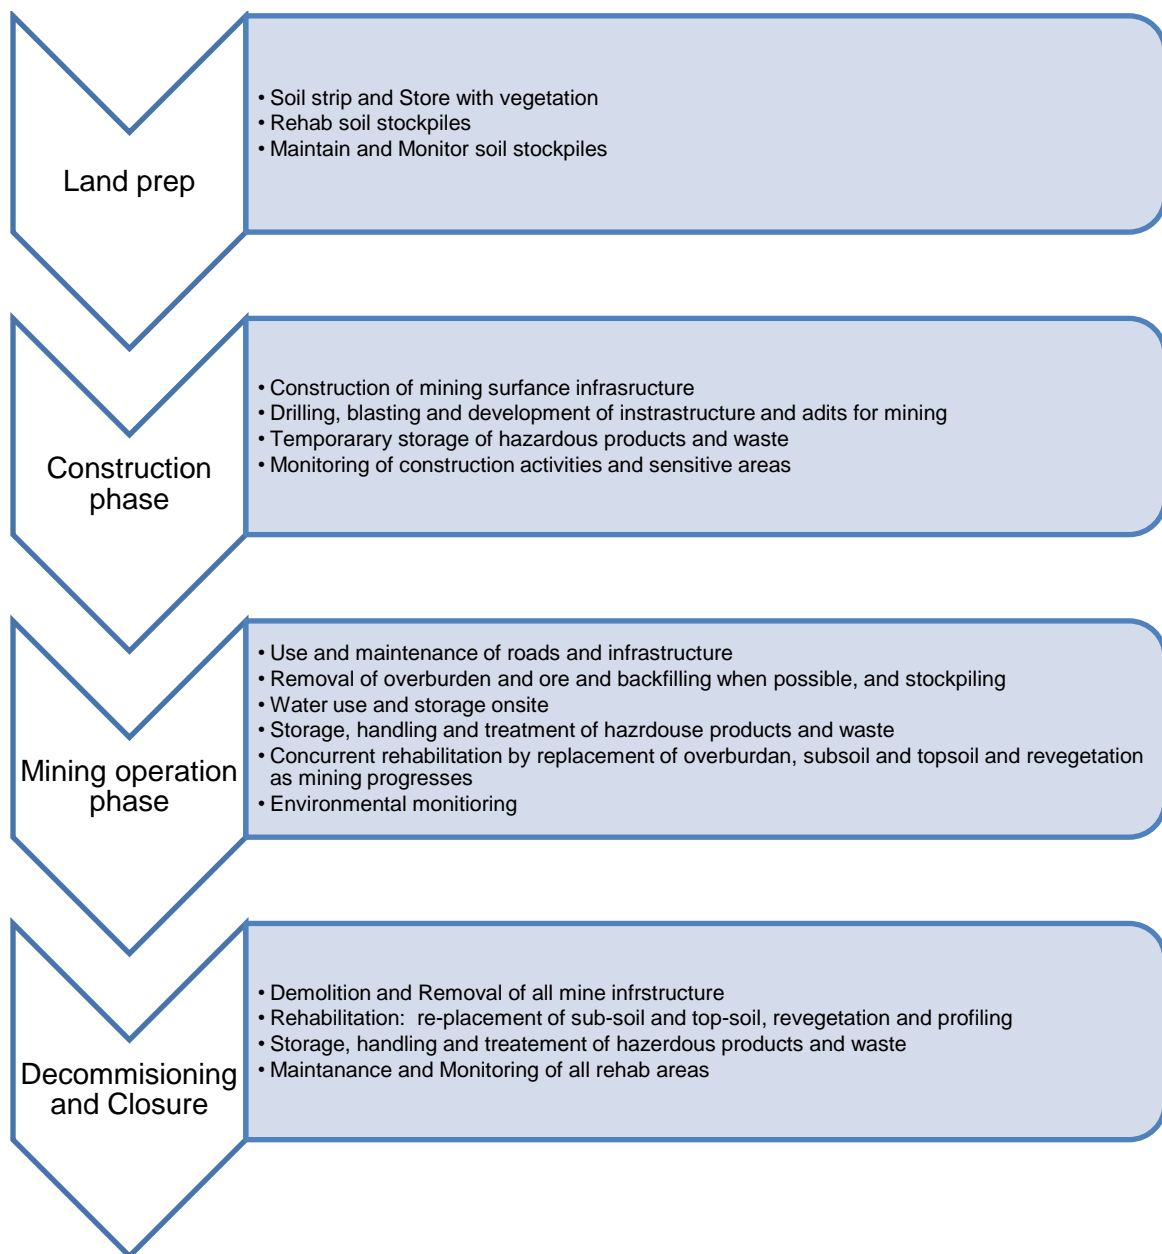 Land prep
• Soil strip and Store with vegetation
• Rehab soil stockpiles
• Maintain and Monitor soil stockpiles
Construction
phase
• Construction of mining surfance infrasructure
• Drilling, blasting and development of instrastructure and adits for mining
• Temporarary storage of hazardous products and waste
• Monitoring of construction activities and sensitive areas
Mining operation
phase
• Use and maintenance of roads and infrastructure
• Removal of overburden and ore and backfilling when possible, and stockpiling
• Water use and storage onsite
• Storage, handling and treatment of hazrdouse products and waste
• Concurrent rehabilitation by replacement of overburdan, subsoil and topsoil and revegetation
as mining progresses
• Environmental monitioring
Decommisioning
and Closure
• Demolition and Removal of all mine infrstructure
• Rehabilitation:  re-placement of sub-soil and top-soil, revegetation and profiling
• Storage, handling and treatement of hazerdous products and waste
• Maintanance and Monitoring of all rehab areas